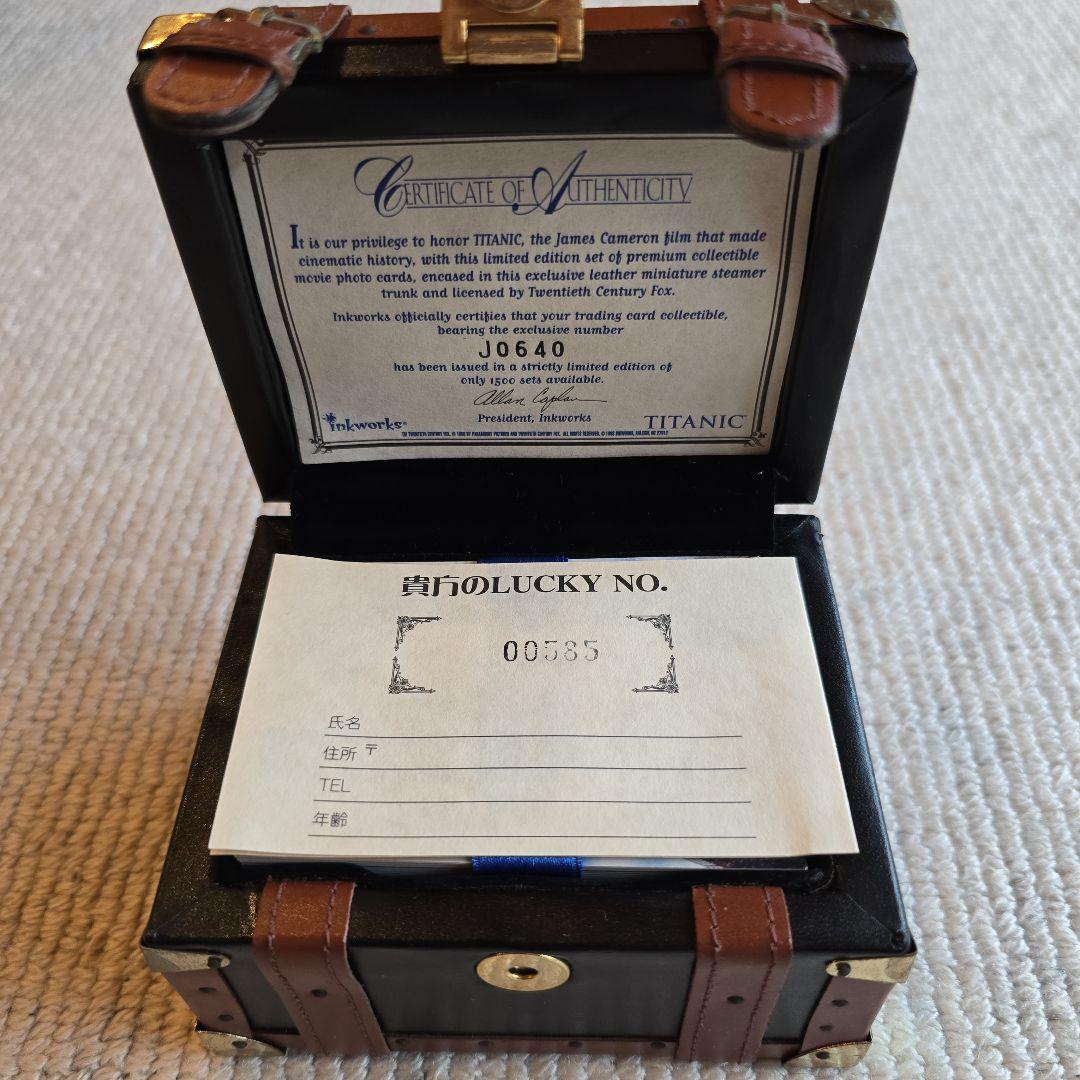 CERTIFICATE OF AUTHENTICITY
It is our privilege to honor TITANIC, the James Cameron film that made
cinematic history, with this limited edition set of premium collectible
movie photo cards, encased in this exclusive leather miniature steamer
trunk and licensed by Twentieth Century Fox.
Inkworks officially certifies that your trading card collectible,
bearing the exclusive number
J0640
has been issued in a strictly limited edition of
only 1500 sets available.
Allan Caplan
President, Inkworks
inkworks®
TITANIC™
貴方のLUCKY NO.
00585
氏名
住所 〒
TEL
年齢